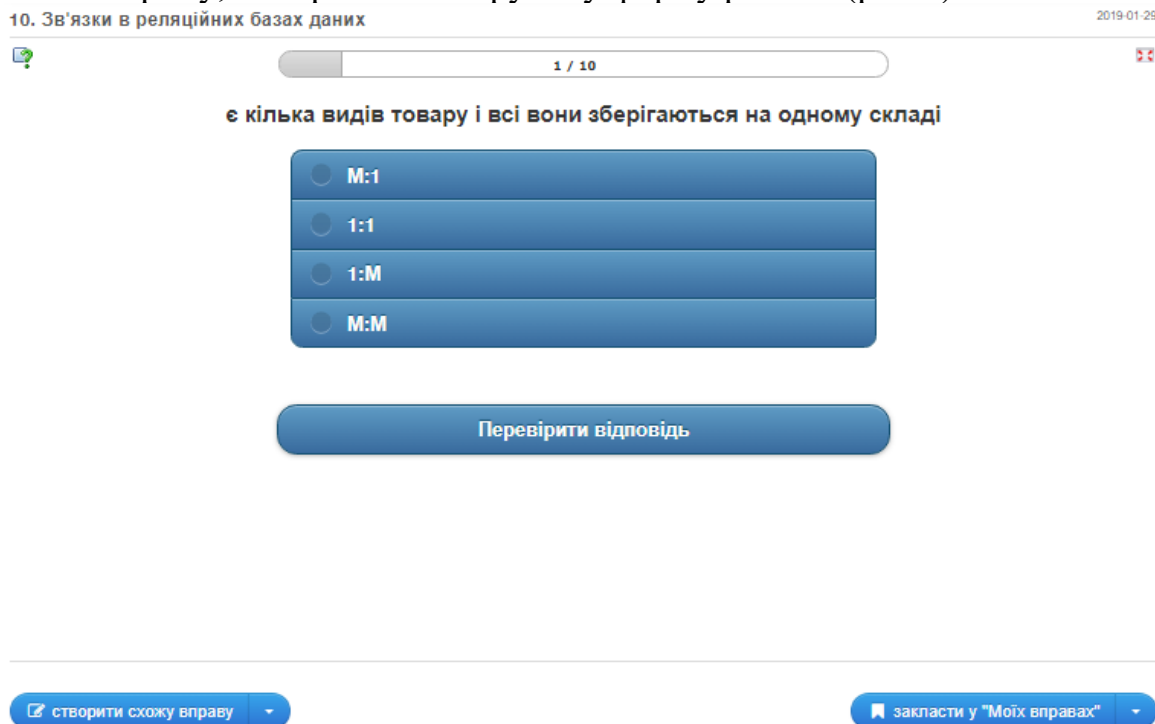 10. Зв'язки в реляційних базах даних
2019-01-29
1 / 10
є кілька видів товару і всі вони зберігаються на одному складі
М:1
1:1
1:М
М:М
Перевірити відповідь
створити схожу вправу
закласти у "Моїх вправах"